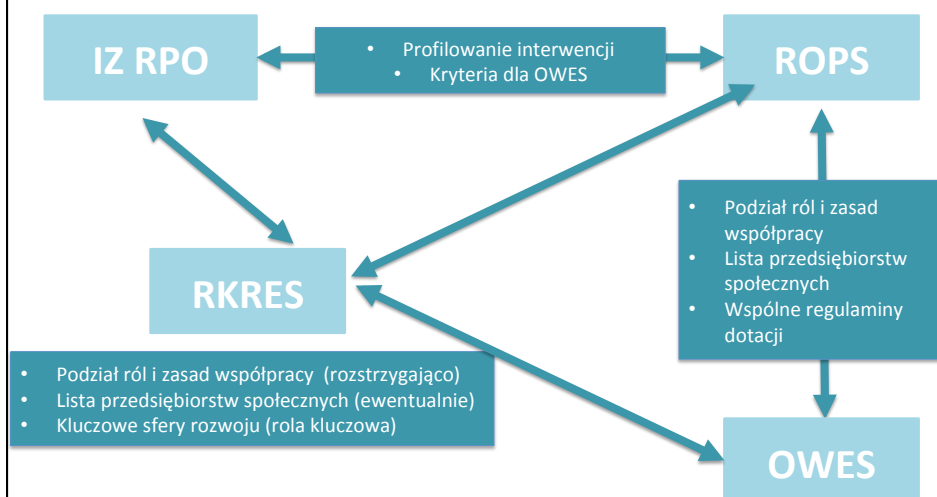 IZ RPO
• Profilowanie interwencji
• Kryteria dla OWES
ROPS
• Podział ról i zasad
współpracy
• Lista przedsiębiorstw
społecznych
• Wspólne regulaminy
dotacji
RKRES
• Podział ról i zasad współpracy (rozstrzygająco)
• Lista przedsiębiorstw społecznych (ewentualnie)
• Kluczowe sfery rozwoju (rola kluczowa)
OWES